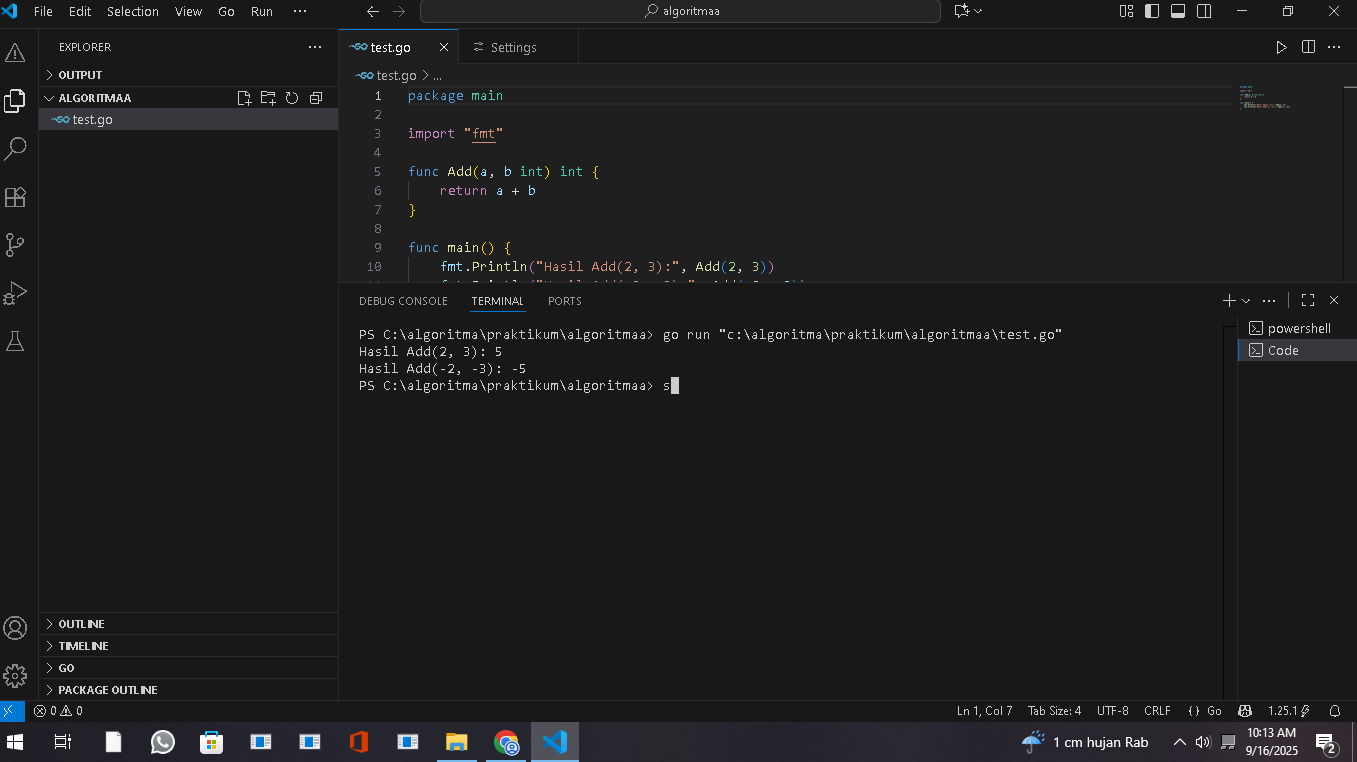 File Edit Selection View Go Run ··· algoritmaa
EXPLORER ···
OUTPUT
ALGORITMAA
test.go
OUTLINE
TIMELINE
GO
PACKAGE OUTLINE
test.go Settings
test.go > ...
1 package main
2
3 import "fmt"
4
5 func Add(a, b int) int {
6 return a + b
7 }
8
9 func main() {
10 fmt.Println("Hasil Add(2, 3):", Add(2, 3))
DEBUG CONSOLE TERMINAL PORTS
PS C:\algoritma\praktikum\algoritmaa> go run "c:\algoritma\praktikum\algoritmaa\test.go"
Hasil Add(2, 3): 5
Hasil Add(-2, -3): -5
PS C:\algoritma\praktikum\algoritmaa> s
powershell
Code
0 0 Ln 1, Col 7 Tab Size: 4 UTF-8 CRLF {} Go 1.25.1
1 cm hujan Rab
10:13 AM
9/16/2025
2